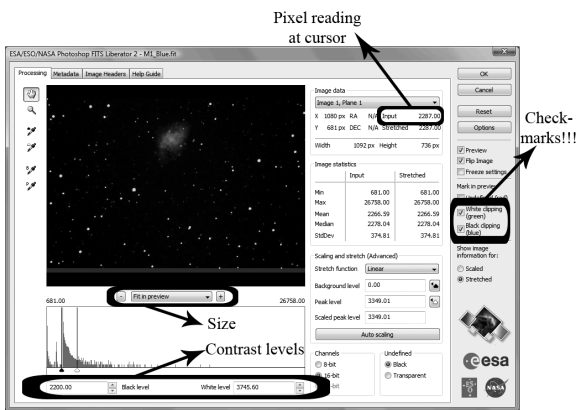 Pixel reading
at cursor
ESA/ESO/NASA Photoshop FITS Liberator 2 - M1_Blue.fit
Processing Metadata Image Headers Help Guide
Image data
Image 1, Plane 1
X 1080 px RA N/A Input 2287.00
Y 681 px DEC N/A Stretched 2287.00
Width 1092 px Height 736 px
Image statistics
Input Stretched
Min 681.00 681.00
Max 26758.00 26758.00
Mean 2266.59 2266.59
Median 2278.04 2278.04
StdDev 374.81 374.81
Scaling and stretch (Advanced)
Stretch function Linear
Background level 0.00
Peak level 3349.01
Scaled peak level 3349.01
Auto scaling
Channels
8-bit
16-bit
-bit
Undefined
Black
Transparent
OK
Cancel
Reset
Options
Preview
Flip Image
Freeze settings
Mark in preview
White clipping
(green)
Black clipping
(blue)
Show image
information for:
Scaled
Stretched
esa
NASA
Check-
marks!!!
681.00 - Fit in preview + 26758.00
Size
Contrast levels
2200.00 Black level White level 3745.60